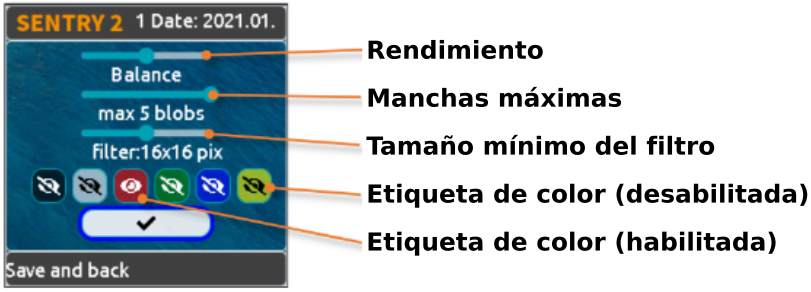 SENTRY 2 1 Date: 2021.01.
Balance
max 5 blobs
filter:16x16 pix
Save and back
Rendimiento
Manchas máximas
Tamaño mínimo del filtro
Etiqueta de color (desabilitada)
Etiqueta de color (habilitada)